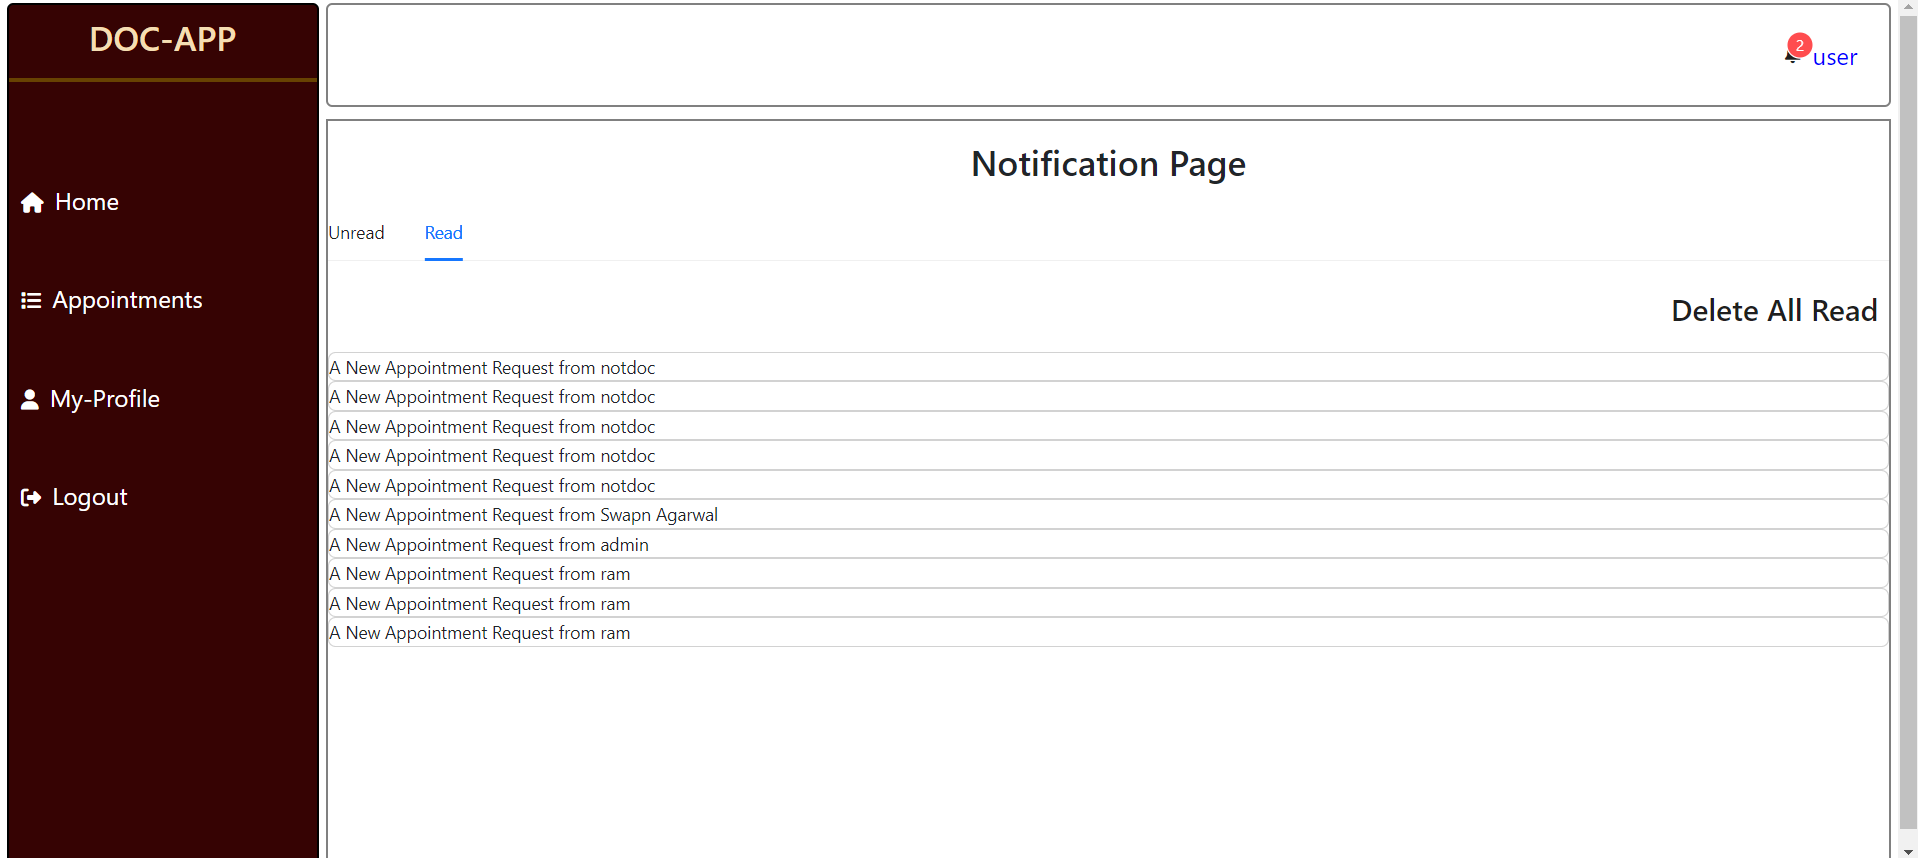 DOC-APP
Home
Appointments
My-Profile
Logout
2
user
Notification Page
Unread Read
Delete All Read
A New Appointment Request from notdoc
A New Appointment Request from notdoc
A New Appointment Request from notdoc
A New Appointment Request from notdoc
A New Appointment Request from notdoc
A New Appointment Request from Swapn Agarwal
A New Appointment Request from admin
A New Appointment Request from ram
A New Appointment Request from ram
A New Appointment Request from ram